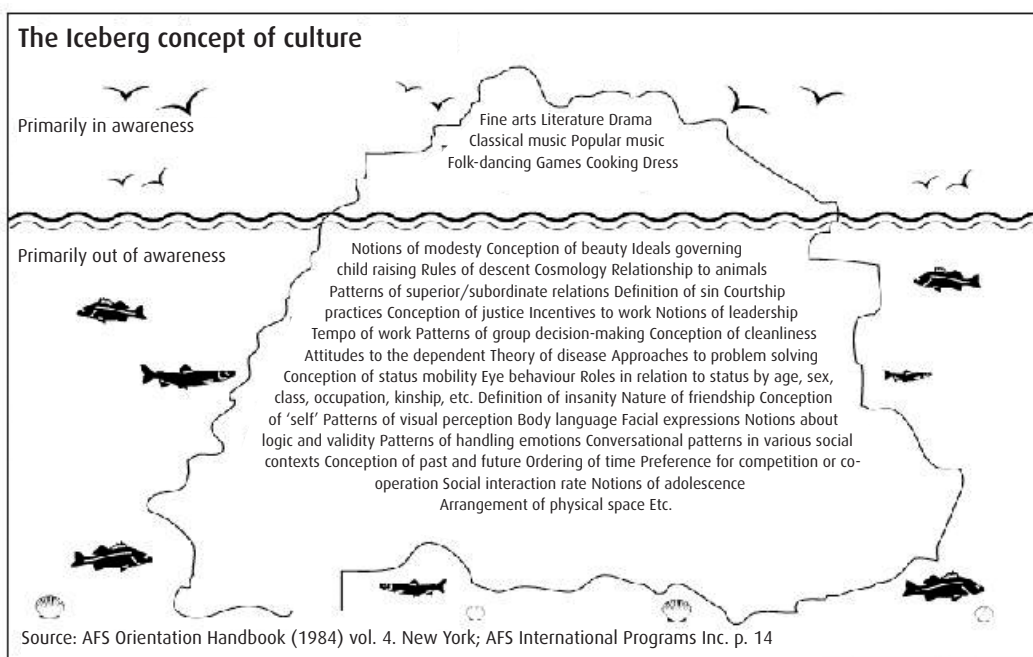 The Iceberg concept of culture
Primarily in awareness
Fine arts Literature Drama
Classical music Popular music
Folk-dancing Games Cooking Dress
Primarily out of awareness
Notions of modesty Conception of beauty Ideals governing
child raising Rules of descent Cosmology Relationship to animals
Patterns of superior/subordinate relations Definition of sin Courtship
practices Conception of justice Incentives to work Notions of leadership
Tempo of work Patterns of group decision-making Conception of cleanliness
Attitudes to the dependent Theory of disease Approaches to problem solving
Conception of status mobility Eye behaviour Roles in relation to status by age, sex,
class, occupation, kinship, etc. Definition of insanity Nature of friendship Conception
of ‘self’ Patterns of visual perception Body language Facial expressions Notions about
logic and validity Patterns of handling emotions Conversational patterns in various social
contexts Conception of past and future Ordering of time Preference for competition or co-
operation Social interaction rate Notions of adolescence
Arrangement of physical space Etc.
Source: AFS Orientation Handbook (1984) vol. 4. New York; AFS International Programs Inc. p. 14